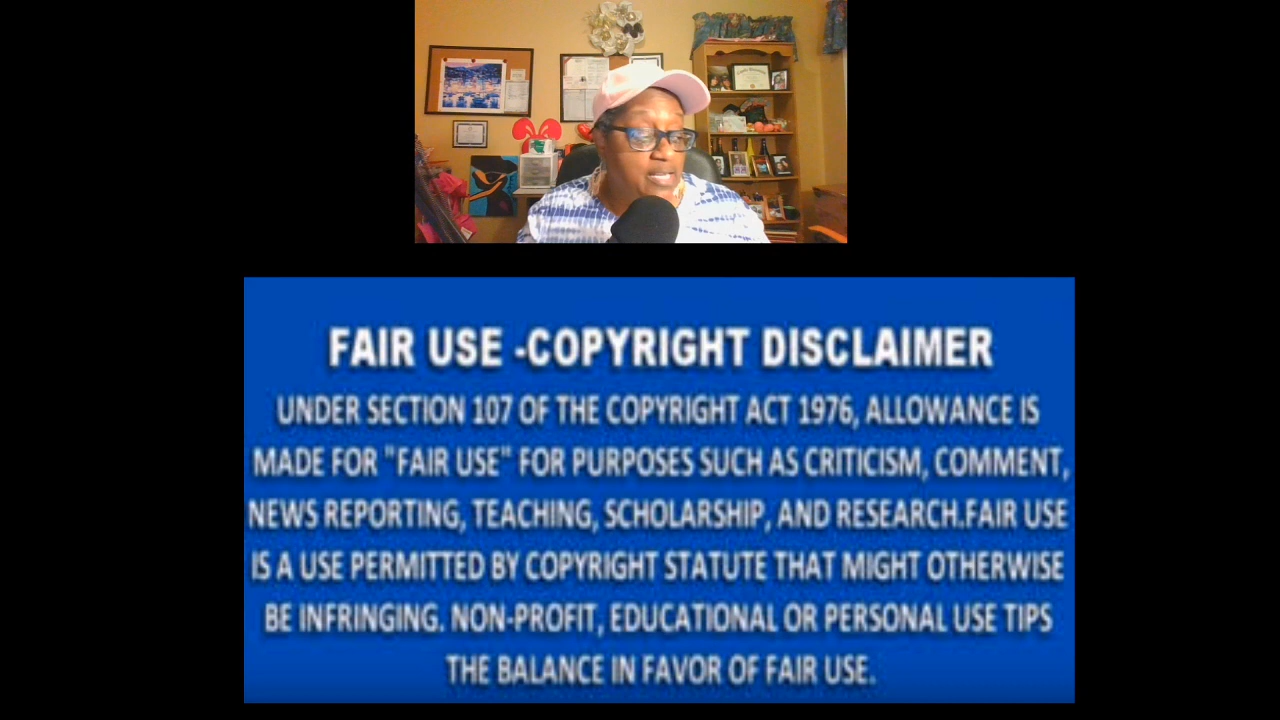 FAIR USE -COPYRIGHT DISCLAIMER
UNDER SECTION 107 OF THE COPYRIGHT ACT 1976, ALLOWANCE IS
MADE FOR "FAIR USE" FOR PURPOSES SUCH AS CRITICISM, COMMENT,
NEWS REPORTING, TEACHING, SCHOLARSHIP, AND RESEARCH.FAIR USE
IS A USE PERMITTED BY COPYRIGHT STATUTE THAT MIGHT OTHERWISE
BE INFRINGING. NON-PROFIT, EDUCATIONAL OR PERSONAL USE TIPS
THE BALANCE IN FAVOR OF FAIR USE.